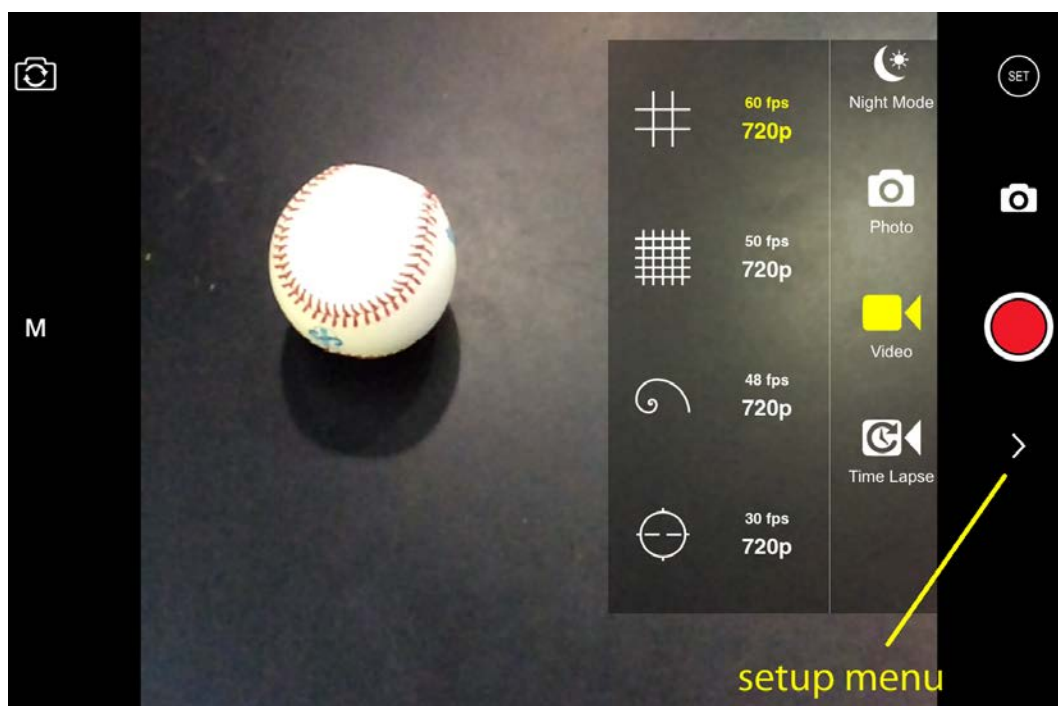 SET
Night Mode
60 fps
720p
Photo
50 fps
720p
M
Video
48 fps
720p
Time Lapse
30 fps
720p
setup menu